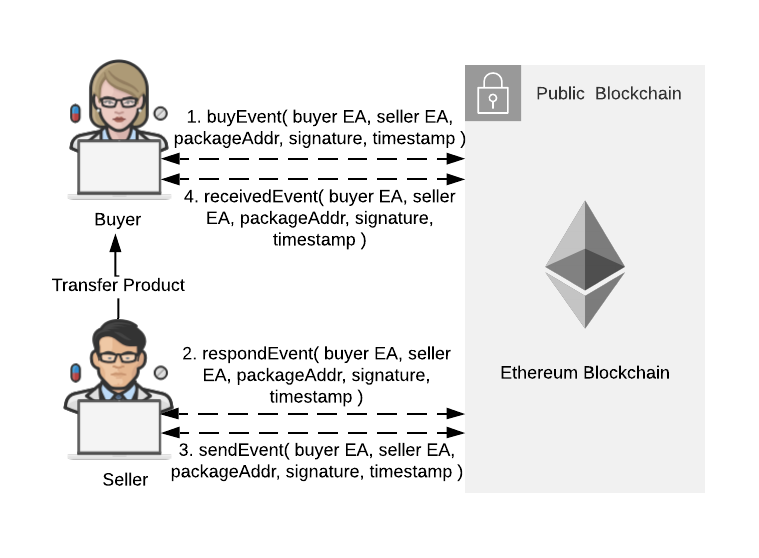 Public  Blockchain
1. buyEvent( buyer EA, seller EA,
packageAddr, signature, timestamp )
4. receivedEvent( buyer EA, seller
EA, packageAddr, signature,
timestamp )
Buyer
Transfer Product
2. respondEvent( buyer EA, seller
EA, packageAddr, signature,
timestamp )
Ethereum Blockchain
3. sendEvent( buyer EA, seller EA,
packageAddr, signature, timestamp )
Seller